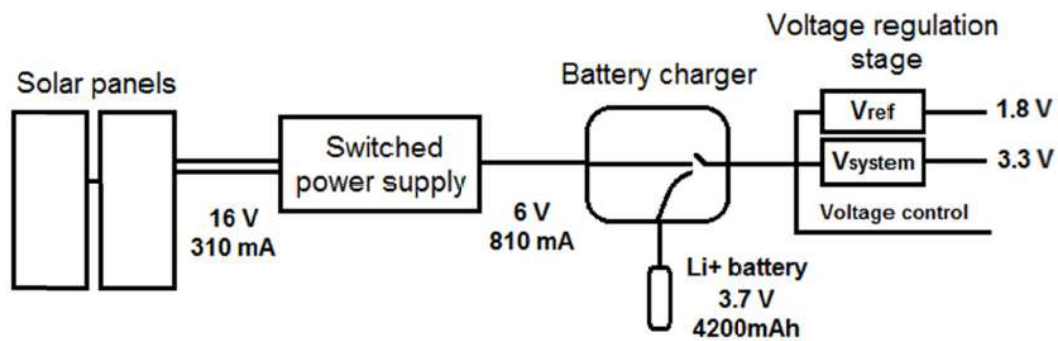 Solar panels
16 V
310 mA
Switched
power supply
6 V
810 mA
Battery charger
Li+ battery
3.7 V
4200mAh
Voltage regulation
stage
Vref
1.8 V
Vsystem
3.3 V
Voltage control